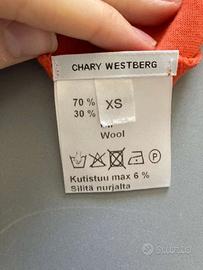 CHARY WESTBERG
70 %
30 %
XS
Wool
P
Kutistuu max 6 %
Silitä nurjalta
Subito